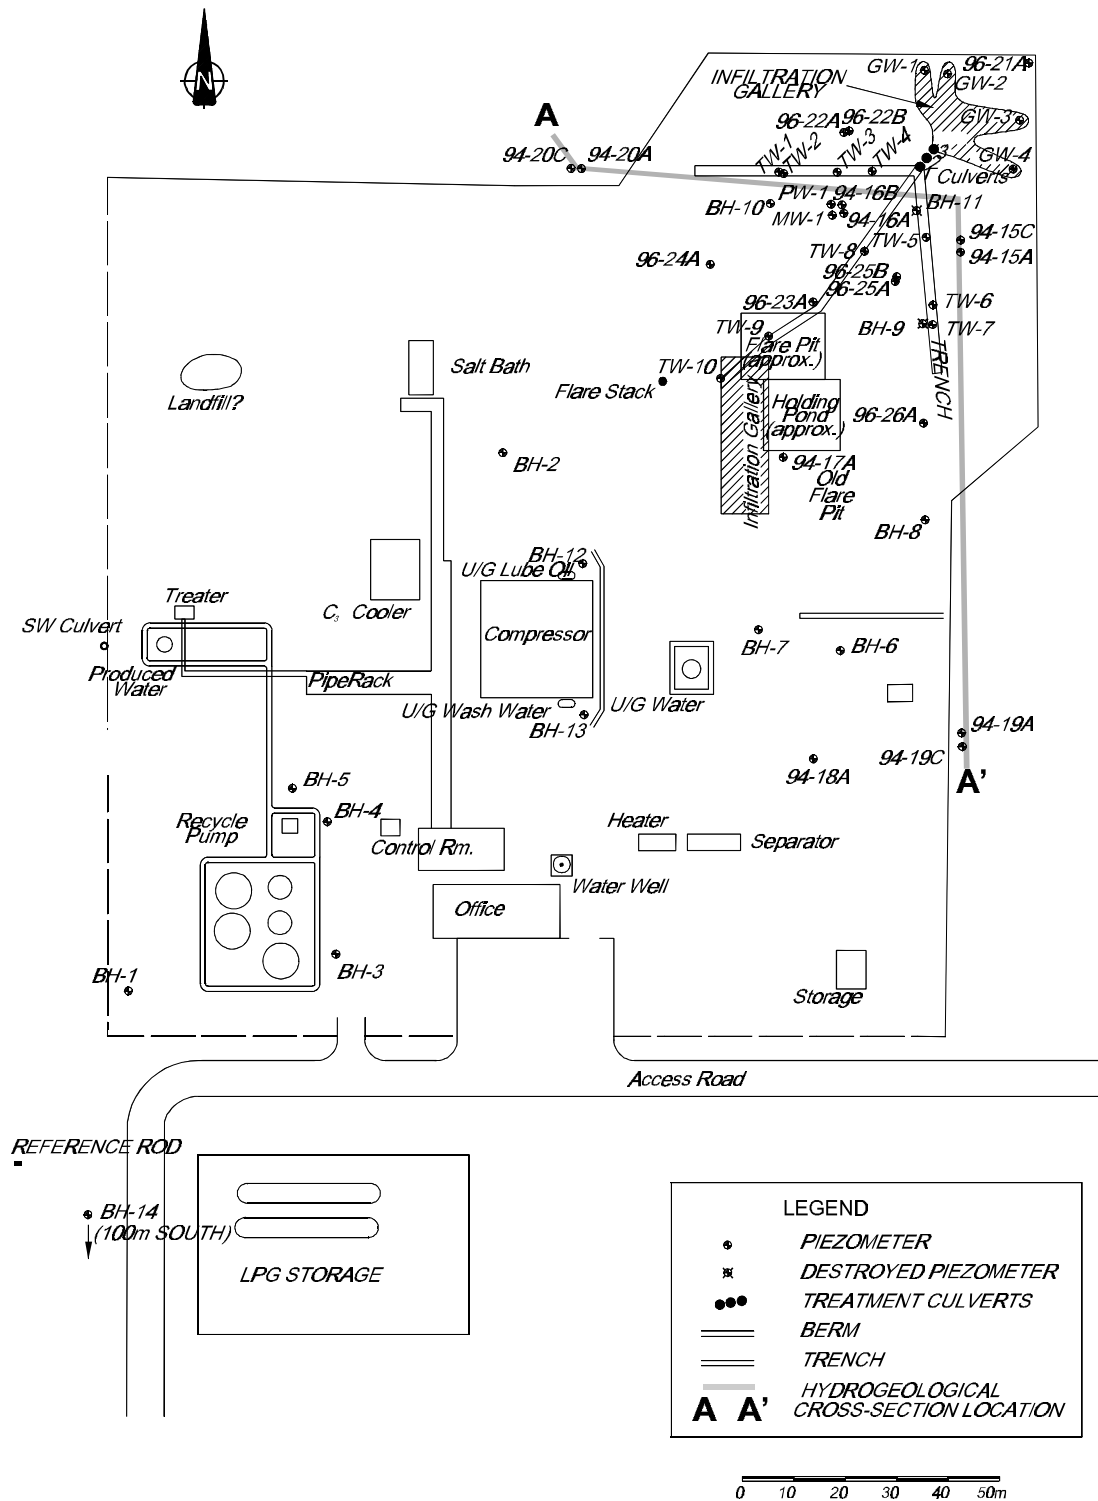 N
GW-1
96-21A
INFILTRATION
GALLERY
GW-2
A
96-22A
96-22B
GW-3
94-20C
94-20A
TW-1
TW-2
TW-3
TW-4
3
GW-4
1
Culverts
BH-10
PW-1
94-16B
BH-11
MW-1
94-16A
TW-8
TW-5
94-15C
94-15A
96-24A
96-25B
96-25A
96-23A
TW-6
TW-9
BH-9
TW-7
Flare Pit
(approx.)
TRENCH
Salt Bath
TW-10
Flare Stack
Landfill?
Holding
Pond
(approx.)
96-26A
Infiltration Gallery
BH-2
94-17A
Old
Flare
Pit
BH-8
BH-12
U/G Lube Oil
Treater
C3 Cooler
SW Culvert
Compressor
BH-7
BH-6
Produced
Water
PipeRack
U/G Wash Water
U/G Water
BH-13
94-19A
94-19C
94-18A
A’
BH-5
BH-4
Recycle
Pump
Control Rm.
Heater
Separator
Water Well
Office
BH-3
BH-1
Storage
Access Road
REFERENCE ROD
BH-14
(100m SOUTH)
LPG STORAGE
LEGEND
PIEZOMETER
DESTROYED PIEZOMETER
TREATMENT CULVERTS
BERM
TRENCH
A A’ HYDROGEOLOGICAL
CROSS-SECTION LOCATION
0 10 20 30 40 50m